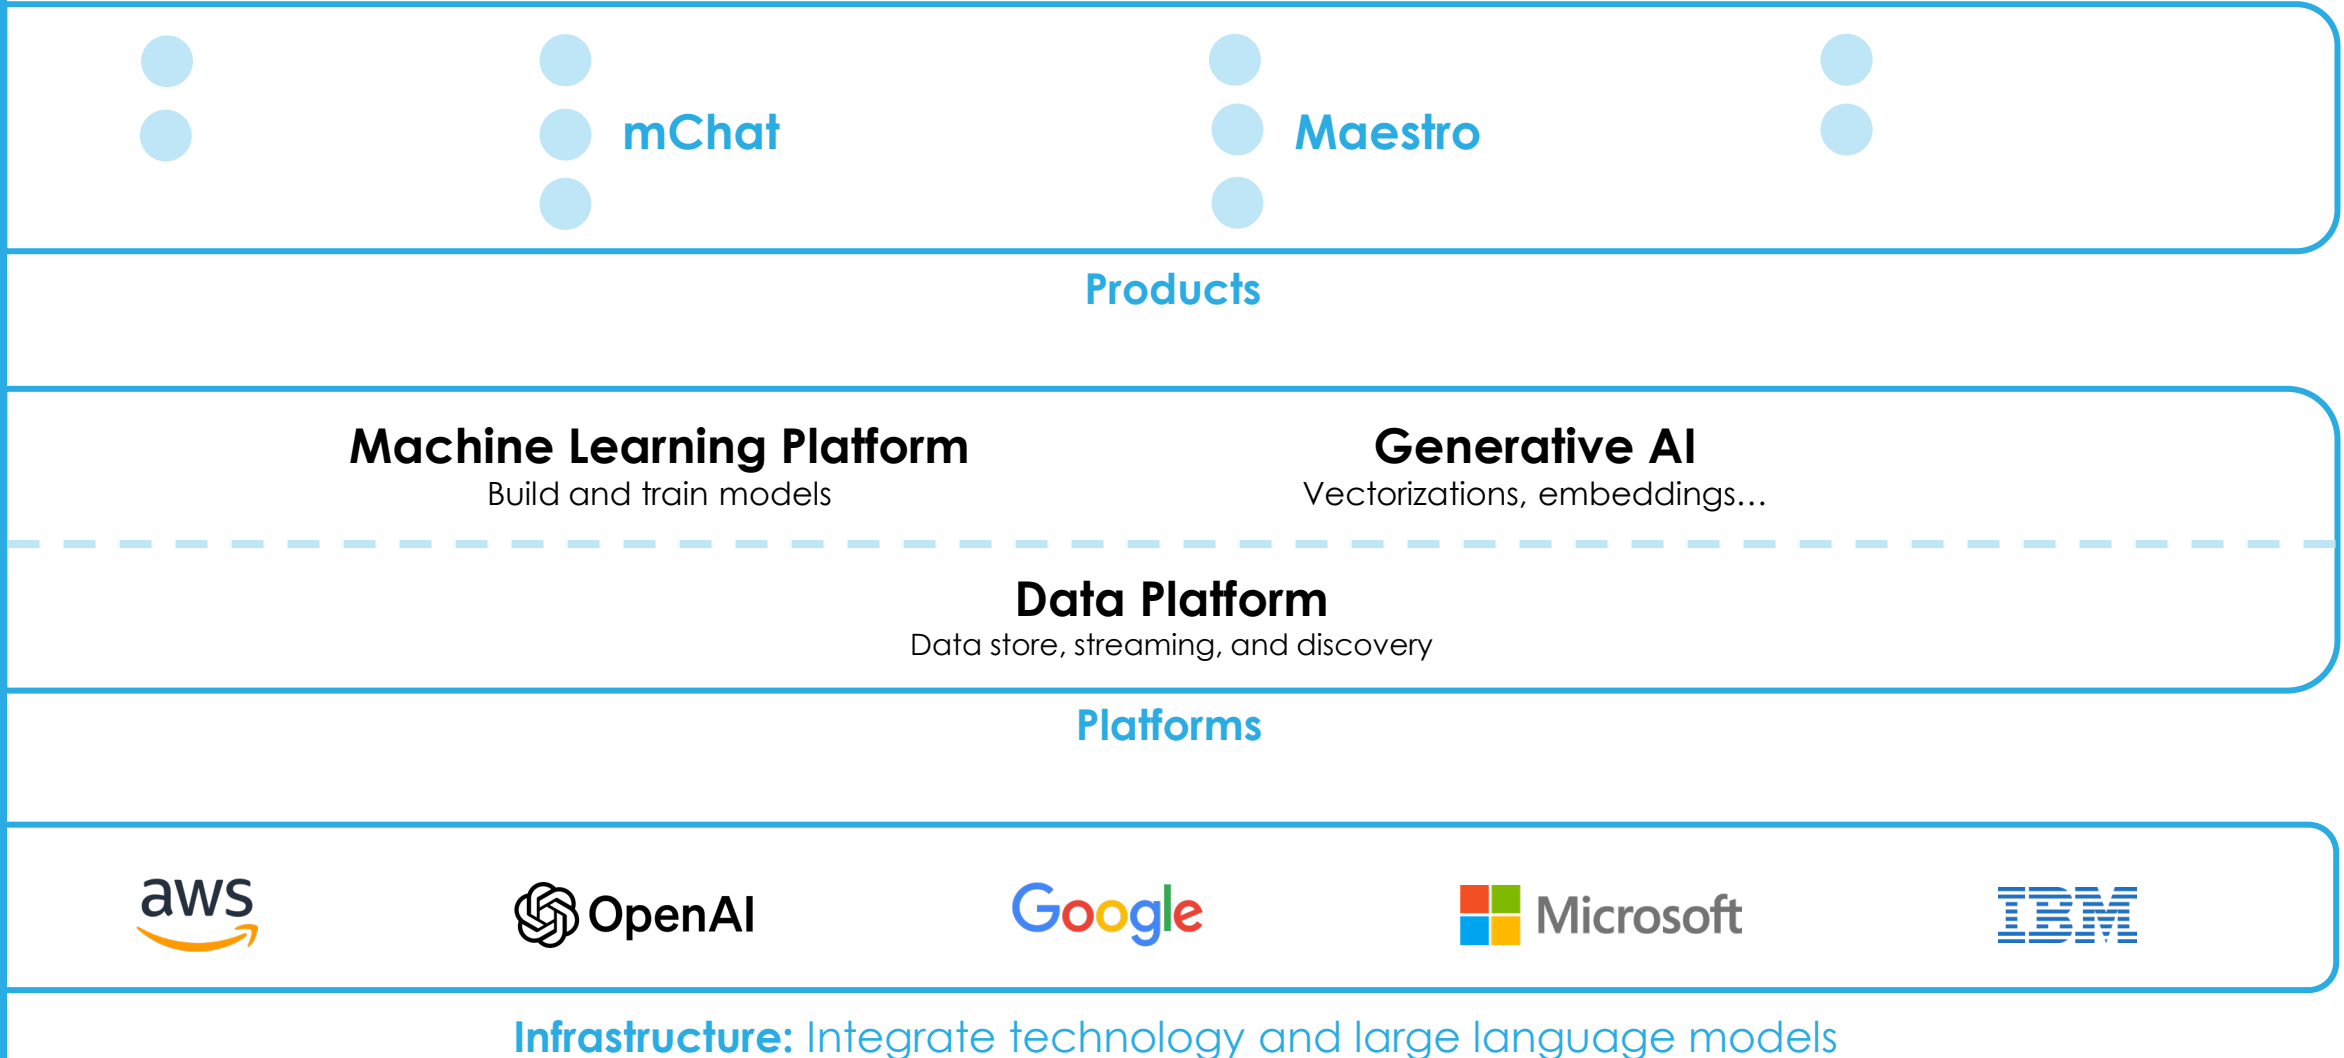 mChat
Maestro
Products
Machine Learning Platform
Build and train models
Generative AI
Vectorizations, embeddings…
Data Platform
Data store, streaming, and discovery
Platforms
aws
OpenAI
Google
Microsoft
IBM
Infrastructure: Integrate technology and large language models